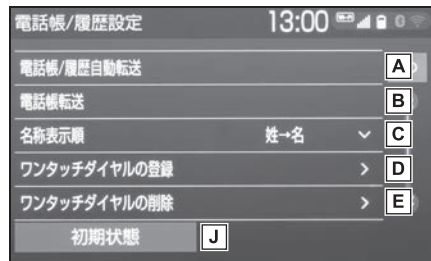 電話帳/履歴設定 13:00
電話帳/履歴自動転送 A
電話帳転送 B
名称表示順 姓→名 C
ワンタッチダイヤルの登録 > D
ワンタッチダイヤルの削除 > E
初期状態 J